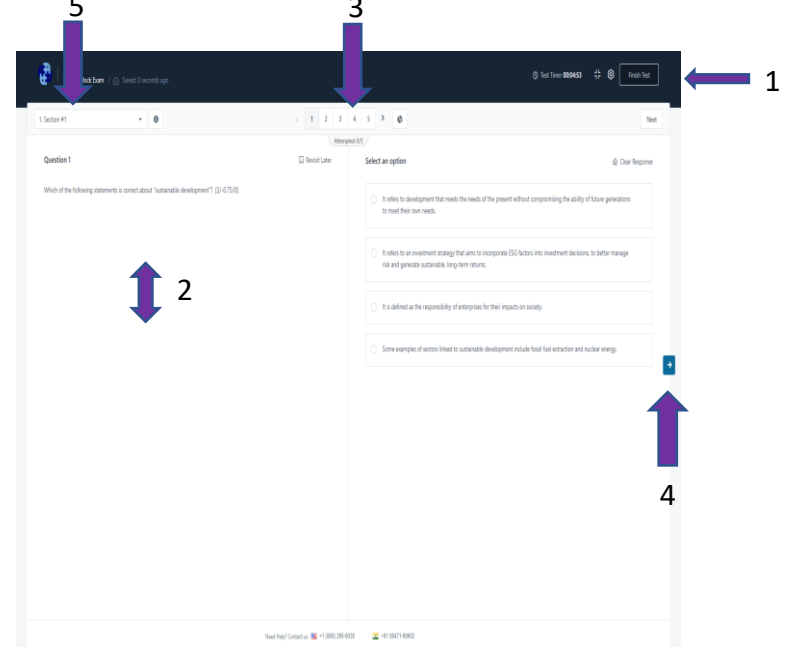 5
3
ock Exam / Saved 0 seconds ago
Test Time: 00:04:53
Finish Test
1
1. Section #1
1 2 3 4 5
Next
Attempted: 0/5
Question 1
Revisit Later
Select an option
Clear Response
Which of the following statements is correct about "sustainable development"? (3/-0,75/0)
It refers to development that meets the needs of the present without compromising the ability of future generations
to meet their own needs.
It refers to an investment strategy that aims to incorporate ESG factors into investment decisions, to better manage
risk and generate sustainable, long-term returns.
2
It is defined as the responsibility of enterprises for their impacts on society.
Some examples of sectors linked to sustainable development include fossil fuel extraction and nuclear energy.
4
Need Help? Contact us: